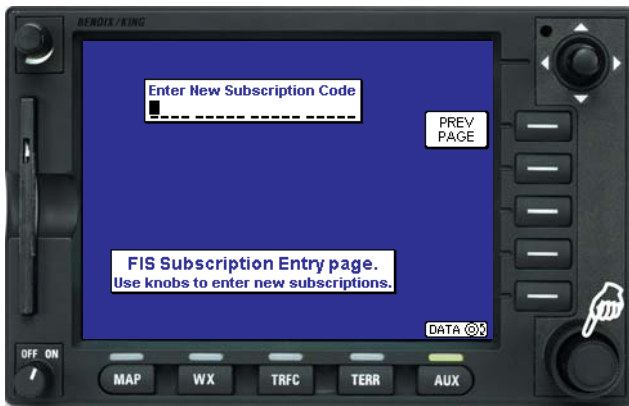 BENDIX/KING
Enter New Subscription Code
PREV
PAGE
FIS Subscription Entry page.
Use knobs to enter new subscriptions.
DATA
OFF ON
MAP WX TRFC TERR AUX